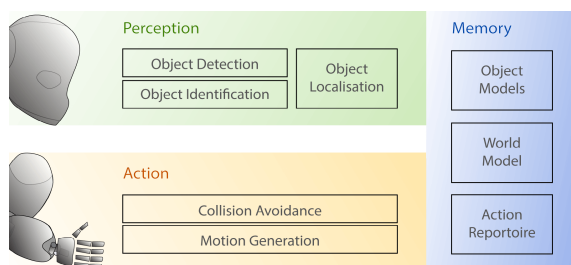 Perception
Object Detection
Object Identification
Object
Localisation
Action
Collision Avoidance
Motion Generation
Memory
Object
Models
World
Model
Action
Reportoire